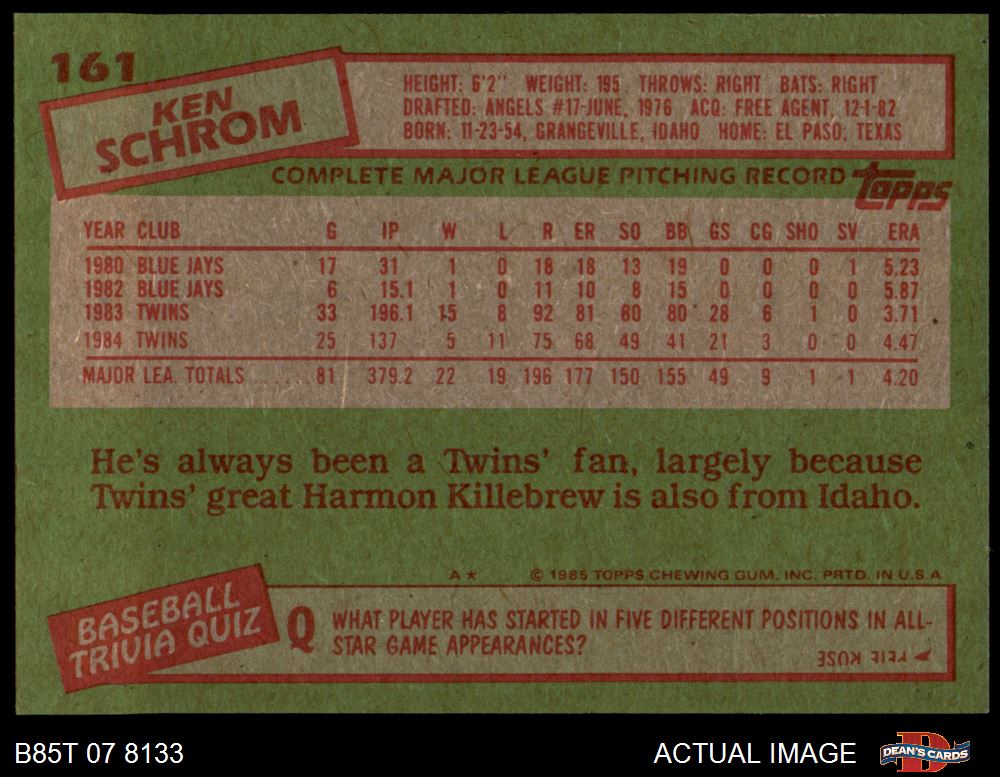 161
KEN
SCHROM
HEIGHT: 6'2" WEIGHT: 195 THROWS: RIGHT BATS: RIGHT
DRAFTED: ANGELS #17-JUNE, 1976 ACQ: FREE AGENT, 12-1-82
BORN: 11-23-54, GRANGEVILLE, IDAHO HOME: EL PASO, TEXAS
COMPLETE MAJOR LEAGUE PITCHING RECORD topps
YEAR CLUB G IP W L R ER SO BB GS CG SHO SV ERA
1980 BLUE JAYS 17 31 1 0 18 18 13 19 0 0 0 1 5.23
1982 BLUE JAYS 6 15.1 1 0 11 10 8 15 0 0 0 0 5.87
1983 TWINS 33 196.1 15 8 92 81 80 80 28 6 1 0 3.71
1984 TWINS 25 137 5 11 75 68 49 41 21 3 0 0 4.47
MAJOR LEA. TOTALS ...... 81 379.2 22 19 196 177 150 155 49 9 1 1 4.20
He's always been a Twins' fan, largely because
Twins' great Harmon Killebrew is also from Idaho.
A★ © 1985 TOPPS CHEWING GUM, INC. PRTD. IN U.S.A
BASEBALL
TRIVIA QUIZ
Q WHAT PLAYER HAS STARTED IN FIVE DIFFERENT POSITIONS IN ALL-
STAR GAME APPEARANCES?
PETE ROSE
B85T 07 8133
ACTUAL IMAGE
DEAN'S CARDS